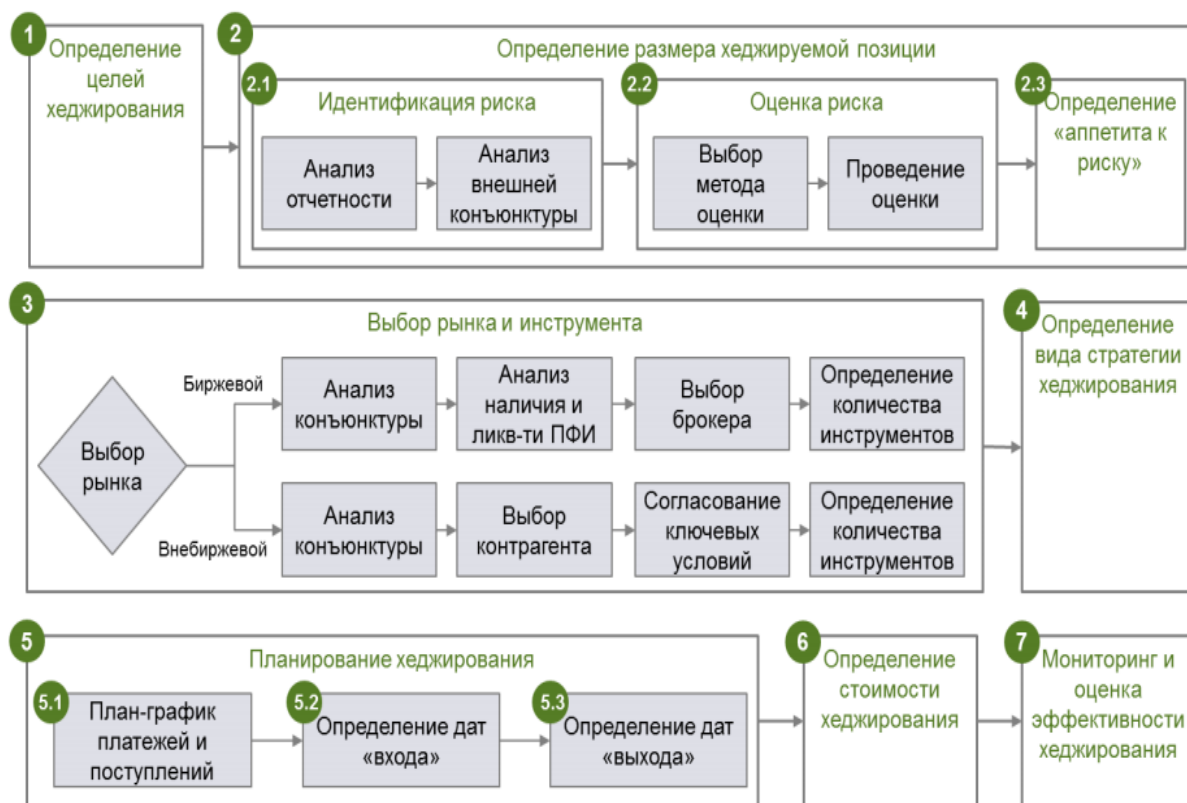 1
Определение
целей
хеджирования
2
Определение размера хеджируемой позиции
2.1
Идентификация риска
Анализ
отчетности
Анализ
внешней
конъюнктуры
2.2
Оценка риска
Выбор
метода
оценки
Проведение
оценки
2.3
Определение
«аппетита к
риску»
3
Выбор рынка и инструмента
Выбор
рынка
Биржевой
Анализ
конъюнктуры
Анализ
наличия и
ликв-ти ПФИ
Выбор
брокера
Определение
количества
инструментов
Внебиржевой
Анализ
конъюнктуры
Выбор
контрагента
Согласование
ключевых
условий
Определение
количества
инструментов
4
Определение
вида стратегии
хеджирования
5
Планирование хеджирования
5.1
План-график
платежей и
поступлений
5.2
Определение дат
«входа»
5.3
Определение дат
«выхода»
6
Определение
стоимости
хеджирования
7
Мониторинг и
оценка
эффективности
хеджирования